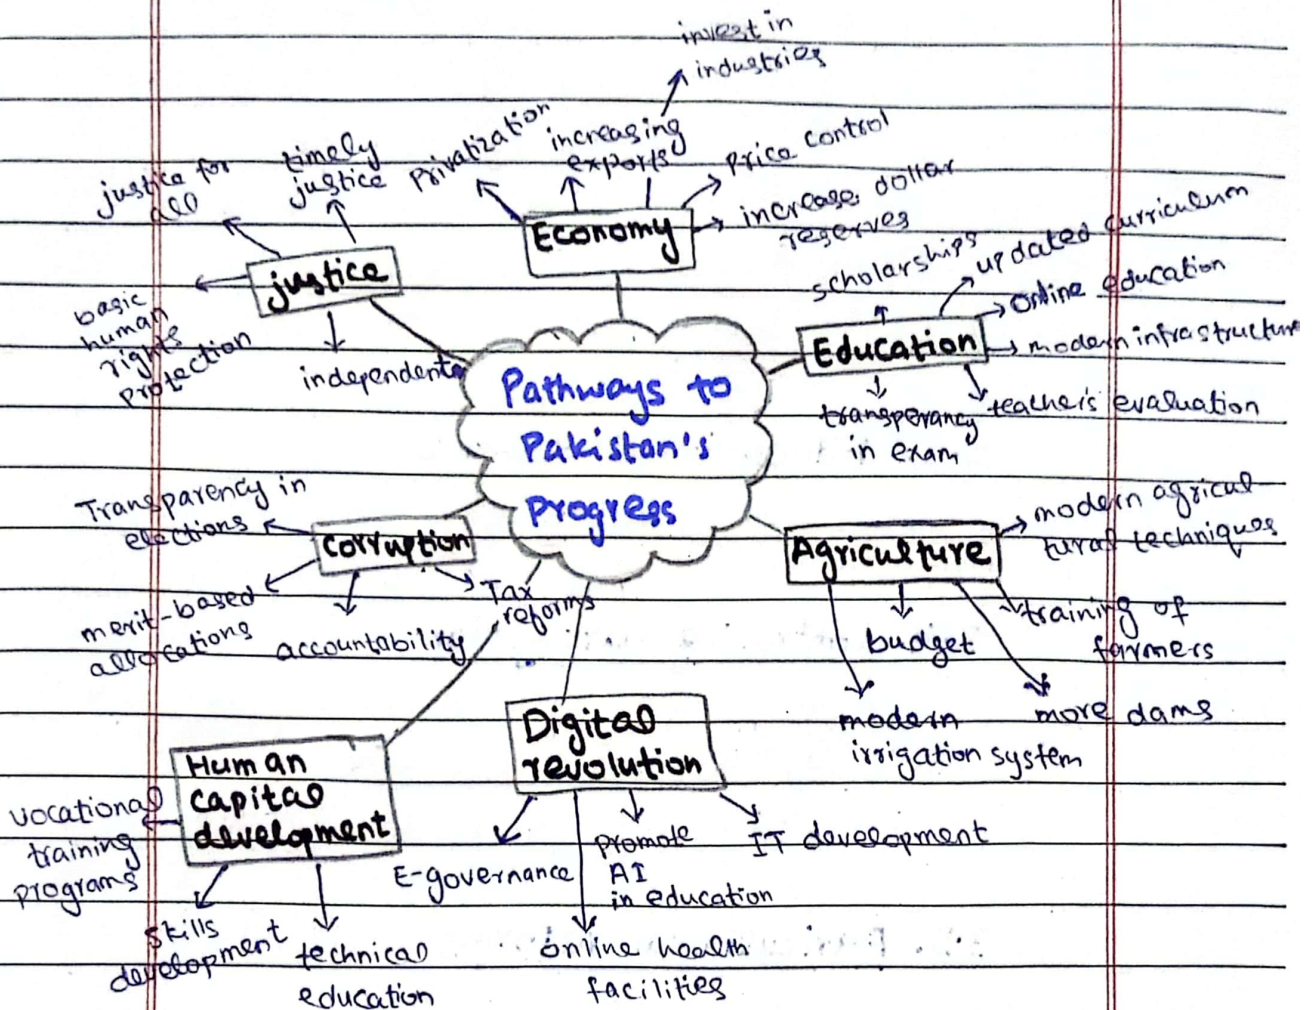 invest in
industries
Privatization
increasing
exports
Price control
increase dollar
reserves
Economy
justice for
all
timely
justice
justice
basic
human
rights
protection
independent
scholarships
updated curriculum
online education
modern infrastructure
Education
transperancy
in exam
teacher's evaluation
Pathways to
Pakistan's
Progress
Transparency in
elections
corruption
merit-based
allocations
accountability
Tax
reforms
Agriculture
modern agricul
tural techniques
training of
farmers
budget
more dams
modern
irrigation system
Human
capital
development
vocational
training
programs
skills
development
technical
education
Digital
revolution
E-governance
promote
AI
in education
IT development
online health
facilities